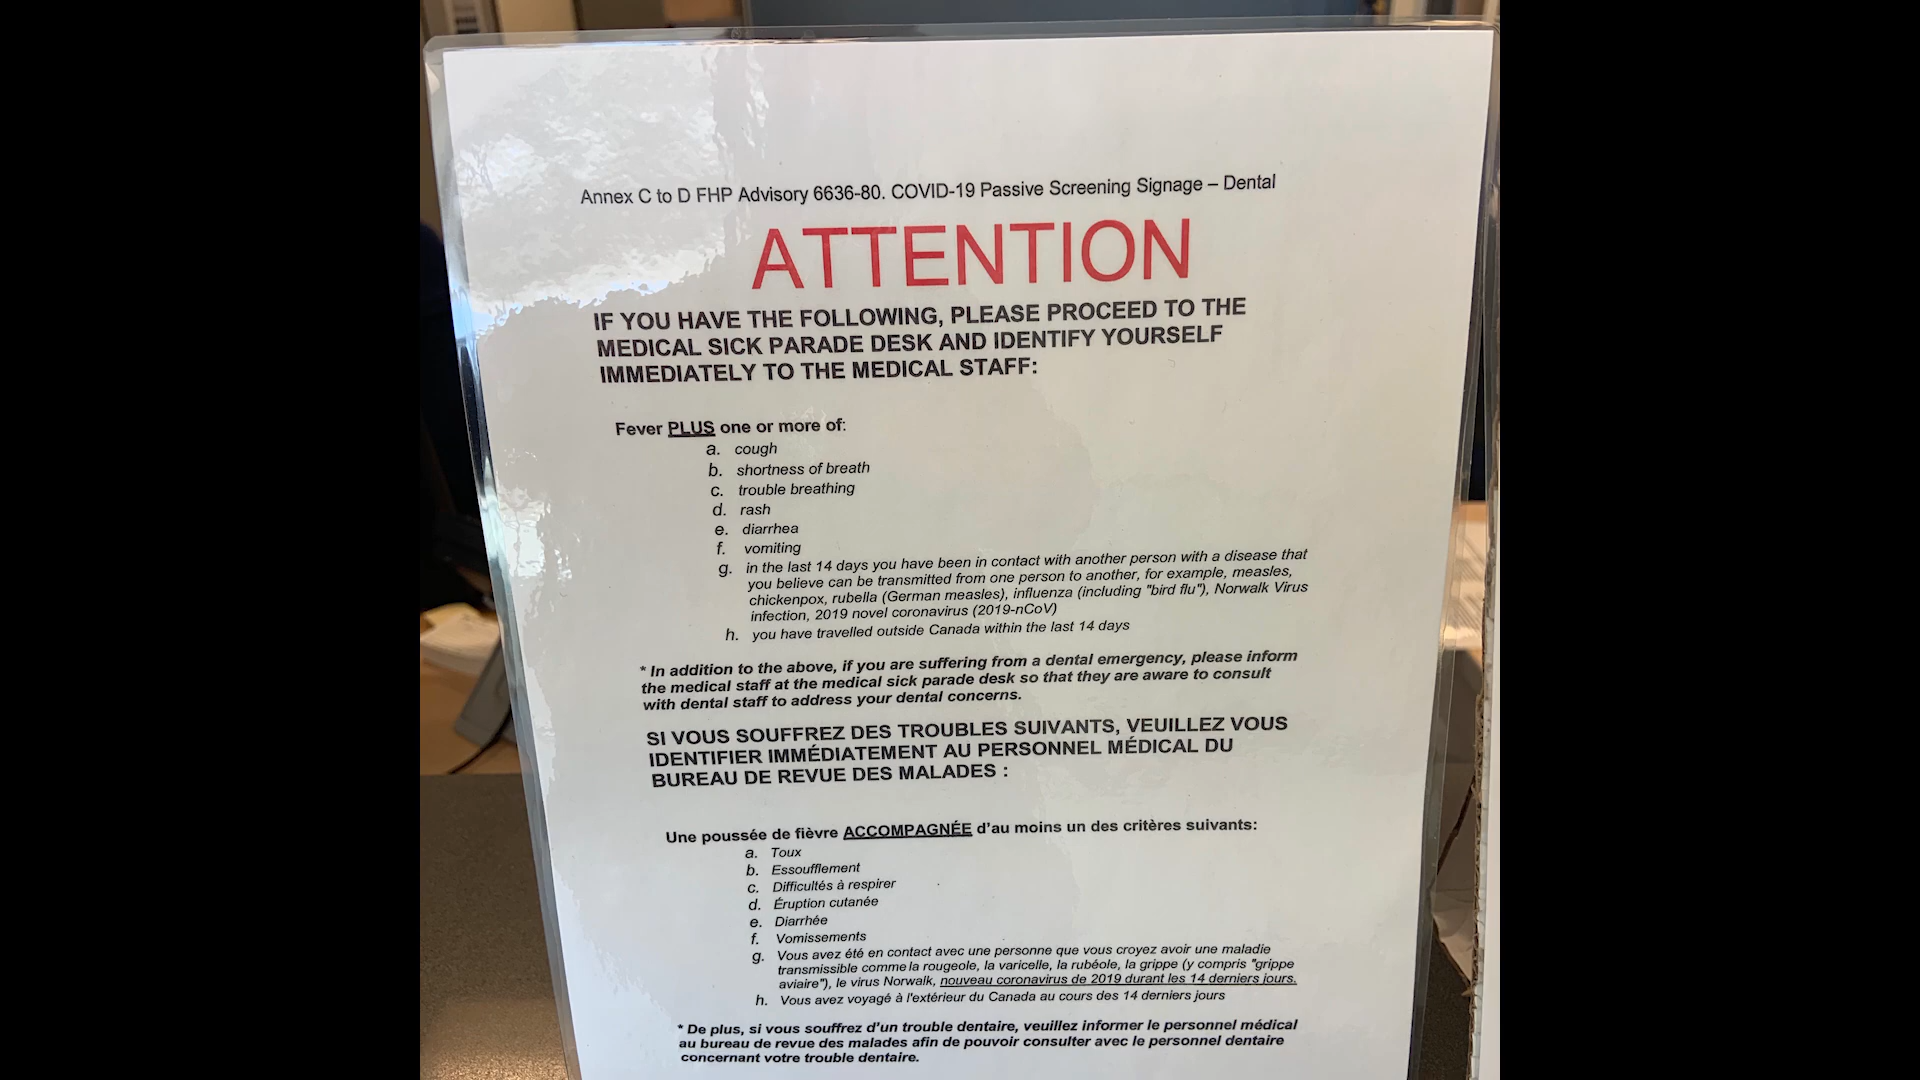 Annex C to D FHP Advisory 6636-80. COVID-19 Passive Screening Signage – Dental
ATTENTION
IF YOU HAVE THE FOLLOWING, PLEASE PROCEED TO THE
MEDICAL SICK PARADE DESK AND IDENTIFY YOURSELF
IMMEDIATELY TO THE MEDICAL STAFF:
Fever PLUS one or more of:
a. cough
b. shortness of breath
c. trouble breathing
d. rash
e. diarrhea
f. vomiting
g. in the last 14 days you have been in contact with another person with a disease that
you believe can be transmitted from one person to another, for example, measles,
chickenpox, rubella (German measles), influenza (including "bird flu"), Norwalk Virus
infection, 2019 novel coronavirus (2019-nCoV)
h. you have travelled outside Canada within the last 14 days
* In addition to the above, if you are suffering from a dental emergency, please inform
the medical staff at the medical sick parade desk so that they are aware to consult
with dental staff to address your dental concerns.
SI VOUS SOUFFREZ DES TROUBLES SUIVANTS, VEUILLEZ VOUS
IDENTIFIER IMMÉDIATEMENT AU PERSONNEL MÉDICAL DU
BUREAU DE REVUE DES MALADES :
Une poussée de fièvre ACCOMPAGNÉE d'au moins un des critères suivants:
a. Toux
b. Essoufflement
c. Difficultés à respirer
d. Éruption cutanée
e. Diarrhée
f. Vomissements
g. Vous avez été en contact avec une personne que vous croyez avoir une maladie
transmissible comme la rougeole, la varicelle, la rubéole, la grippe (y compris "grippe
aviaire"), le virus Norwalk, nouveau coronavirus de 2019 durant les 14 derniers jours.
h. Vous avez voyagé à l'extérieur du Canada au cours des 14 derniers jours
* De plus, si vous souffrez d'un trouble dentaire, veuillez informer le personnel médical
au bureau de revue des malades afin de pouvoir consulter avec le personnel dentaire
concernant votre trouble dentaire.